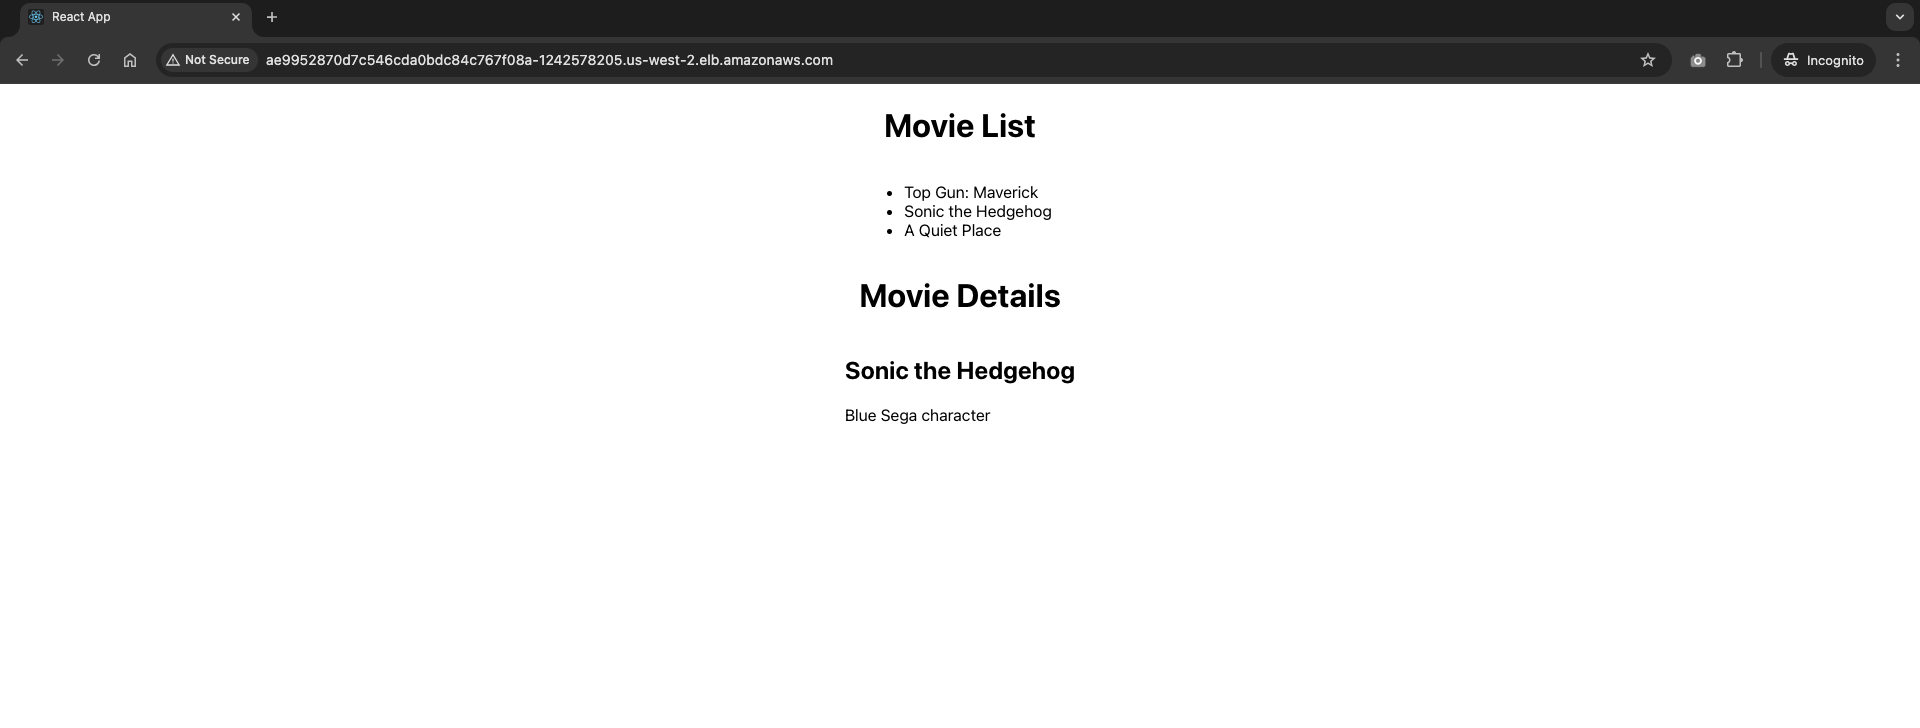 React App
Not Secure
ae9952870d7c546cda0bdc84c767f08a-1242578205.us-west-2.elb.amazonaws.com
Incognito
Movie List
Top Gun: Maverick
Sonic the Hedgehog
A Quiet Place
Movie Details
Sonic the Hedgehog
Blue Sega character